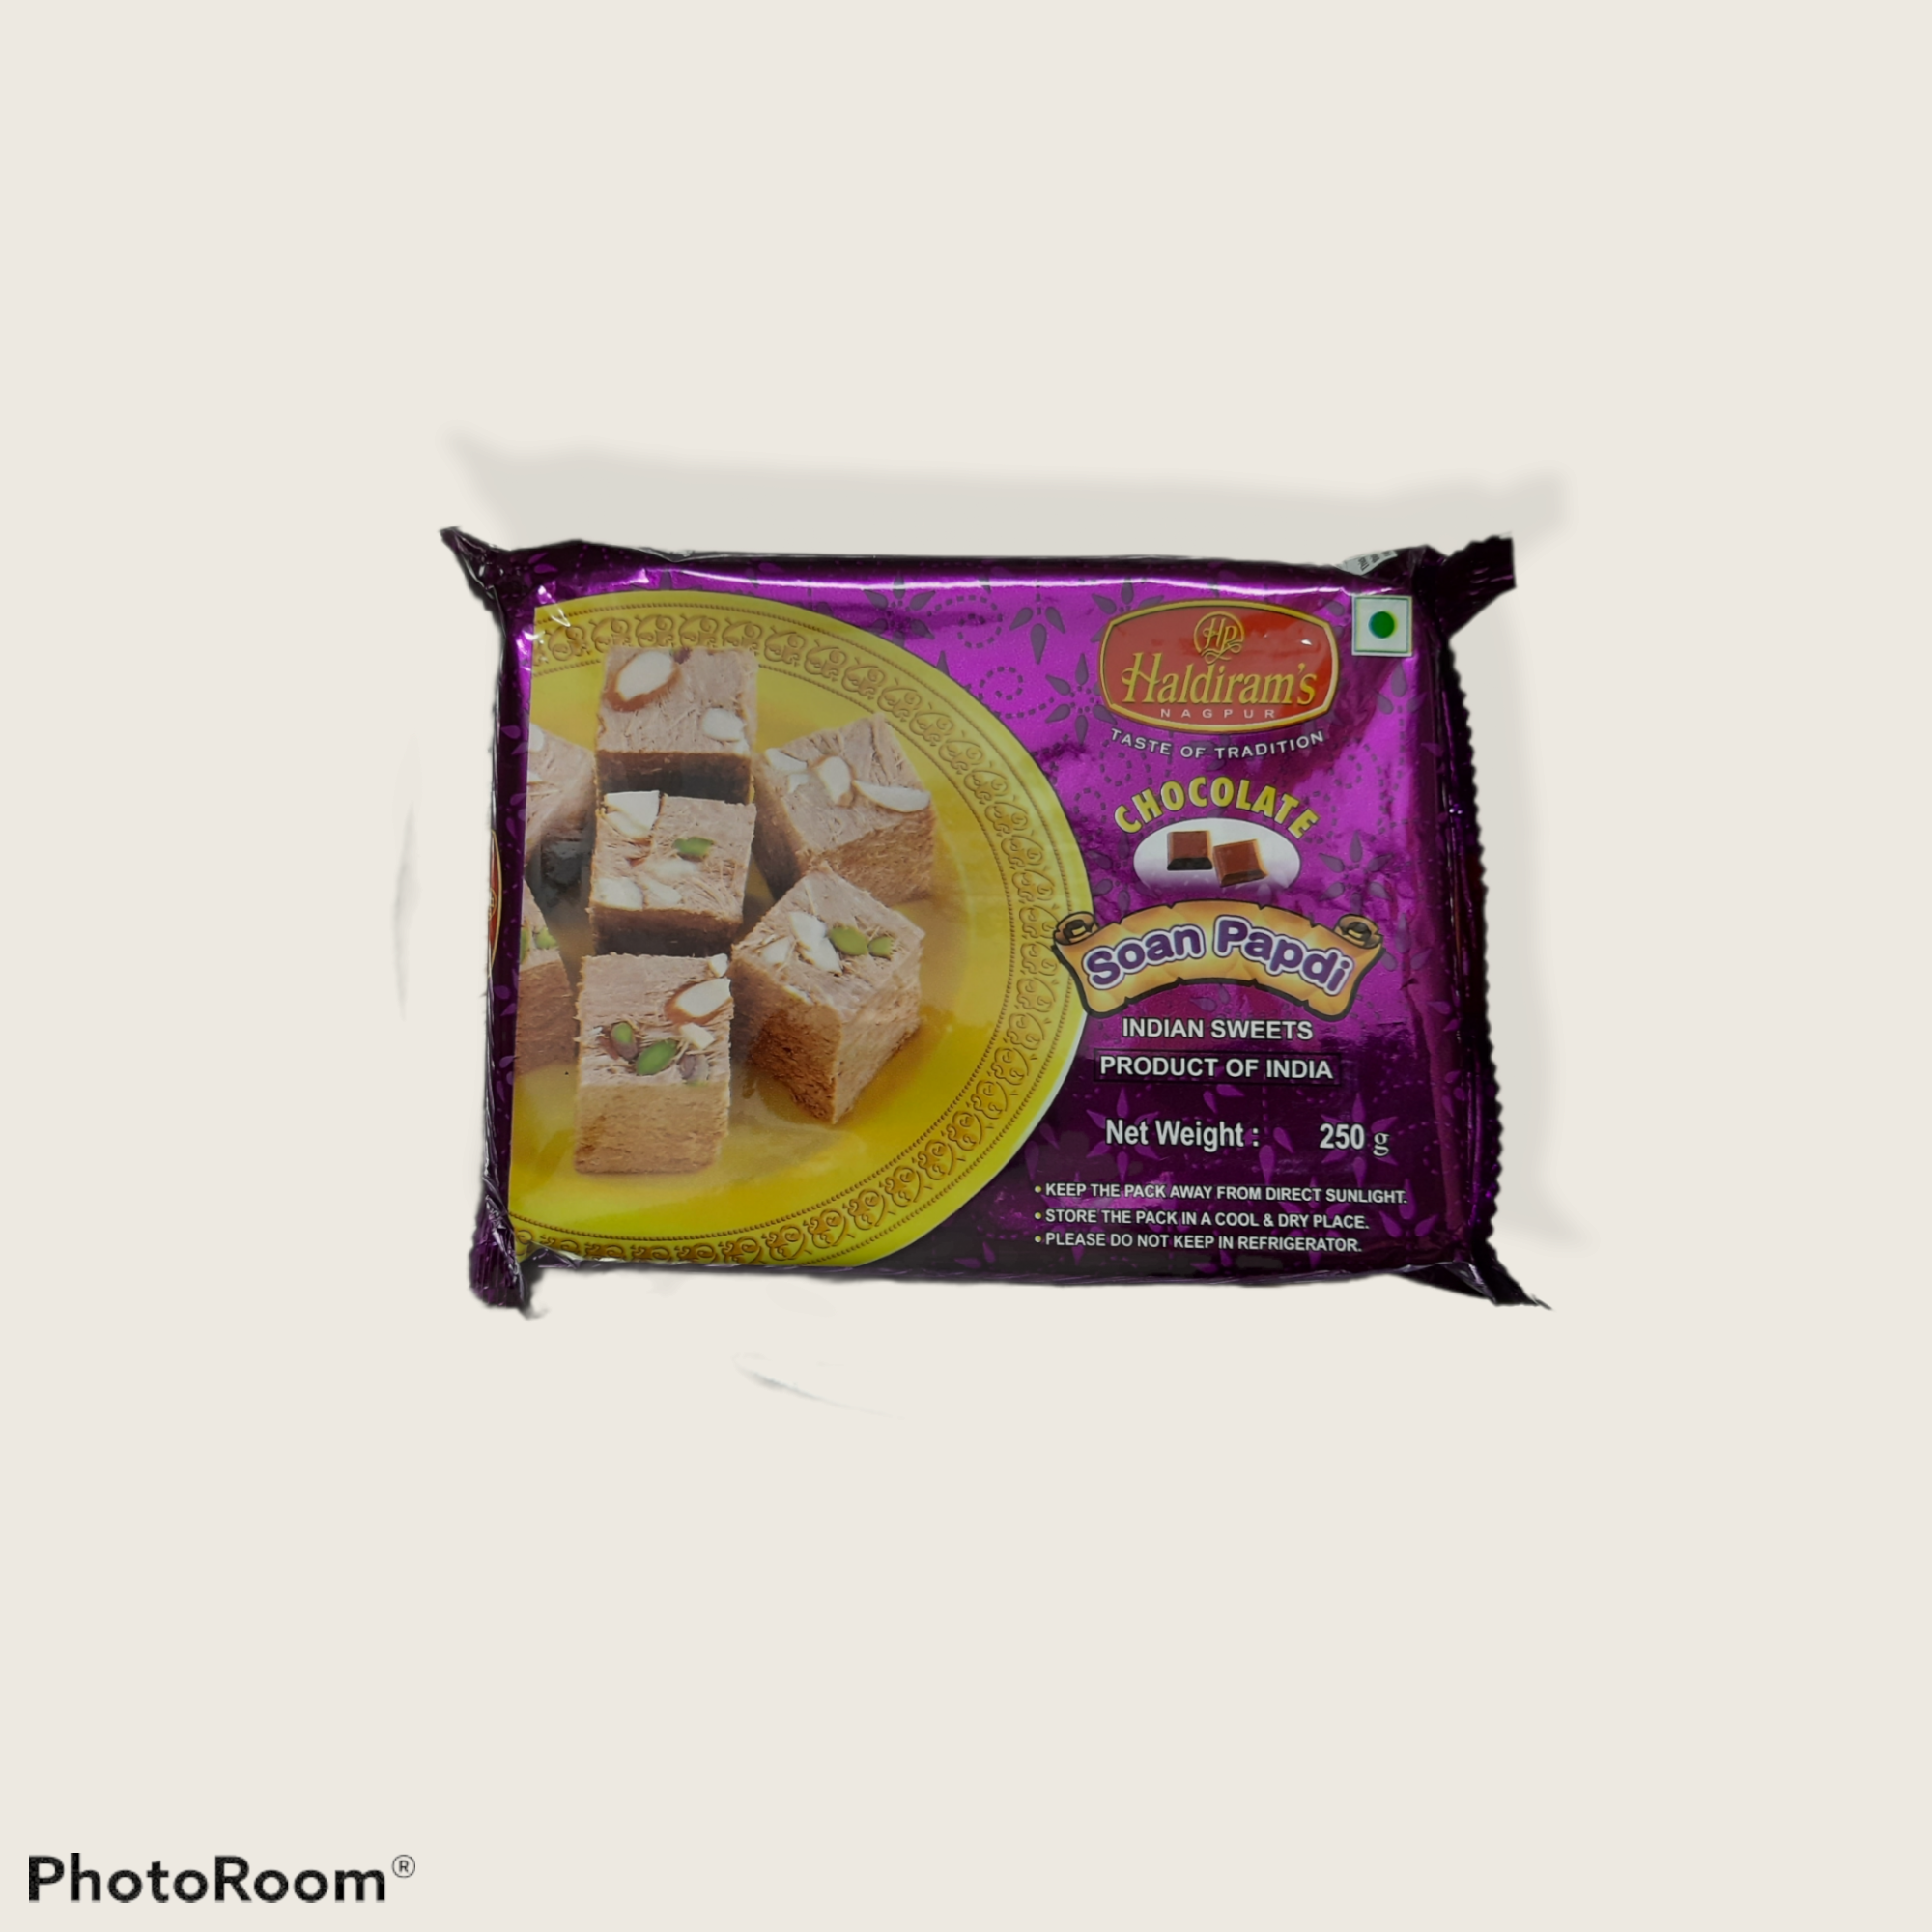 HR
Haldiram's
NAGPUR
TASTE OF TRADITION
CHOCOLATE
Soan Papdi
INDIAN SWEETS
PRODUCT OF INDIA
Net Weight : 250 g
• KEEP THE PACK AWAY FROM DIRECT SUNLIGHT.
• STORE THE PACK IN A COOL & DRY PLACE.
• PLEASE DO NOT KEEP IN REFRIGERATOR.
PhotoRoom®